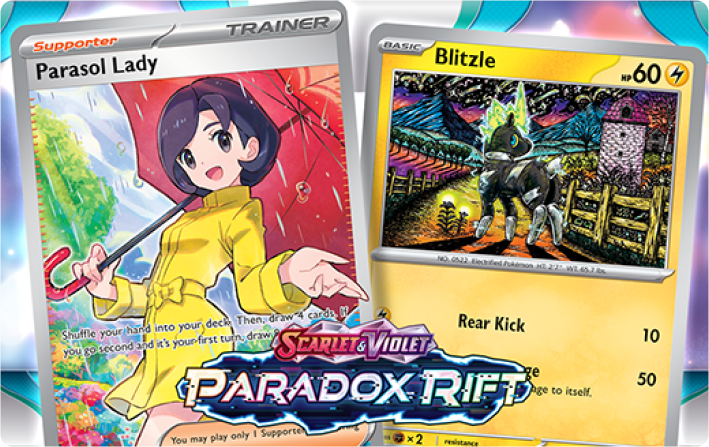 Supporter
TRAINER
Parasol Lady
Shuffle your hand into your deck. Then, draw 4 cards. If
you go second and it's your first turn, draw
You may play only 1 Supporter
BASIC
Blitzle
HP 60
NO. 0522 Electrified Pokémon HT: 2'7" WT: 65.7 lbs.
Rear Kick 10
50
to itself.
× 2
resistance
SCARLET & VIOLET
PARADOX RIFT